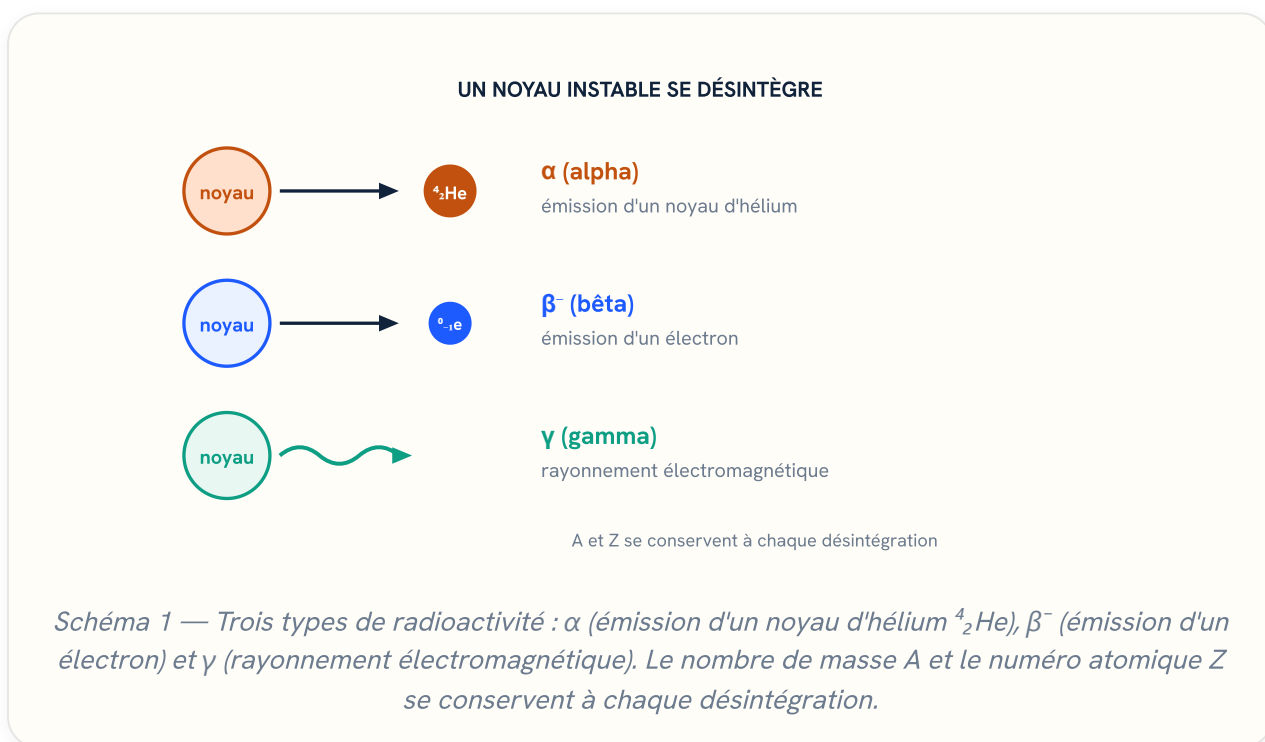 UN NOYAU INSTABLE SE DÉSINTÈGRE
noyau
⁴₂He
α (alpha)
émission d'un noyau d'hélium
noyau
⁰₋₁e
β⁻ (bêta)
émission d'un électron
noyau
γ (gamma)
rayonnement électromagnétique
A et Z se conservent à chaque désintégration
Schéma 1 — Trois types de radioactivité : α (émission d'un noyau d'hélium ⁴₂He), β⁻ (émission d'un
électron) et γ (rayonnement électromagnétique). Le nombre de masse A et le numéro atomique Z
se conservent à chaque désintégration.